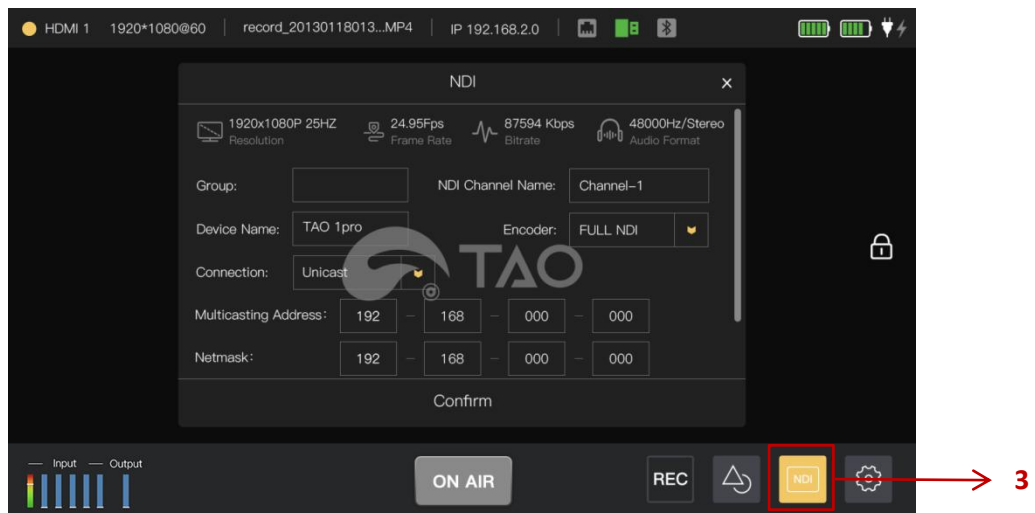 HDMI 1 1920*1080@60 record_20130118013...MP4 IP 192.168.2.0
NDI ×
1920x1080P 25HZ 24.95Fps 87594 Kbps 48000Hz/Stereo
Resolution Frame Rate Bitrate Audio Format
Group: NDI Channel Name: Channel-1
Device Name: TAO 1pro Encoder: FULL NDI
TAO
Connection: Unicast
Multicasting Address: 192 – 168 – 000 – 000
Netmask: 192 – 168 – 000 – 000
Confirm
Input Output
ON AIR REC NDI 3